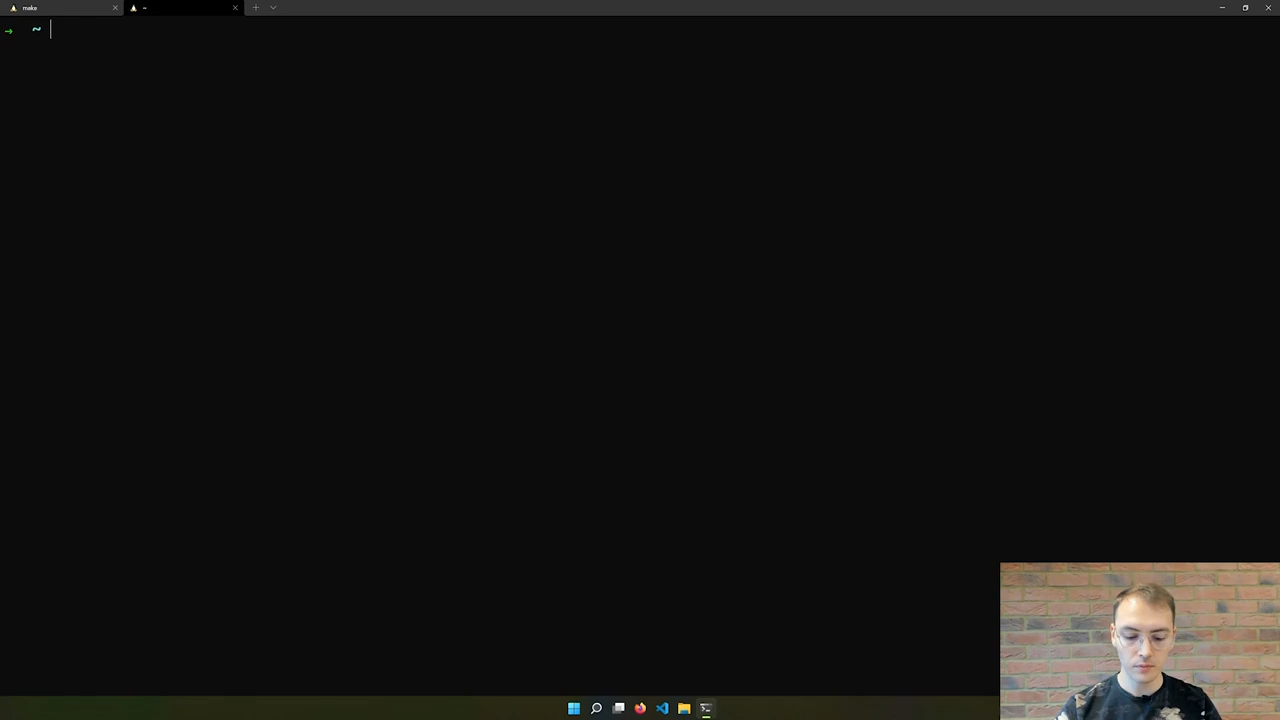 make
~
→ ~